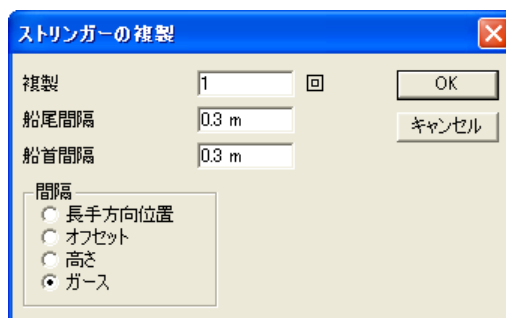 ストリンガーの複製
複製 1 回 OK
船尾間隔 0.3 m キャンセル
船首間隔 0.3 m
間隔
長手方向位置
オフセット
高さ
ガース